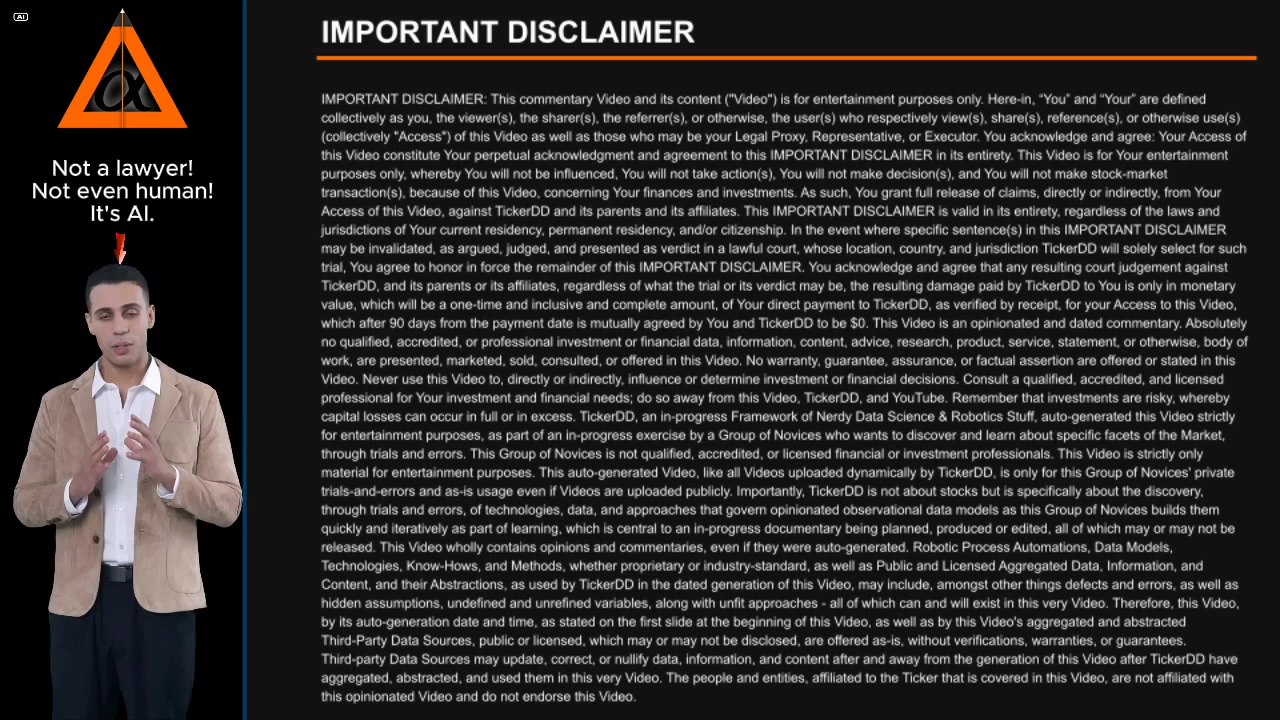 AI
α
Not a lawyer!
Not even human!
It's AI.
IMPORTANT DISCLAIMER
IMPORTANT DISCLAIMER: This commentary Video and its content ("Video") is for entertainment purposes only. Here-in, “You” and “Your” are defined
collectively as you, the viewer(s), the sharer(s), the referrer(s), or otherwise, the user(s) who respectively view(s), share(s), reference(s), or otherwise use(s)
(collectively "Access") of this Video as well as those who may be your Legal Proxy, Representative, or Executor. You acknowledge and agree: Your Access of
this Video constitute Your perpetual acknowledgment and agreement to this IMPORTANT DISCLAIMER in its entirety. This Video is for Your entertainment
purposes only, whereby You will not be influenced, You will not take action(s), You will not make decision(s), and You will not make stock-market
transaction(s), because of this Video, concerning Your finances and investments. As such, You grant full release of claims, directly or indirectly, from Your
Access of this Video, against TickerDD and its parents and its affiliates. This IMPORTANT DISCLAIMER is valid in its entirety, regardless of the laws and
jurisdictions of Your current residency, permanent residency, and/or citizenship. In the event where specific sentence(s) in this IMPORTANT DISCLAIMER
may be invalidated, as argued, judged, and presented as verdict in a lawful court, whose location, country, and jurisdiction TickerDD will solely select for such
trial, You agree to honor in force the remainder of this IMPORTANT DISCLAIMER. You acknowledge and agree that any resulting court judgement against
TickerDD, and its parents or its affiliates, regardless of what the trial or its verdict may be, the resulting damage paid by TickerDD to You is only in monetary
value, which will be a one-time and inclusive and complete amount, of Your direct payment to TickerDD, as verified by receipt, for your Access to this Video,
which after 90 days from the payment date is mutually agreed by You and TickerDD to be $0. This Video is an opinionated and dated commentary. Absolutely
no qualified, accredited, or professional investment or financial data, information, content, advice, research, product, service, statement, or otherwise, body of
work, are presented, marketed, sold, consulted, or offered in this Video. No warranty, guarantee, assurance, or factual assertion are offered or stated in this
Video. Never use this Video to, directly or indirectly, influence or determine investment or financial decisions. Consult a qualified, accredited, and licensed
professional for Your investment and financial needs; do so away from this Video, TickerDD, and YouTube. Remember that investments are risky, whereby
capital losses can occur in full or in excess. TickerDD, an in-progress Framework of Nerdy Data Science & Robotics Stuff, auto-generated this Video strictly
for entertainment purposes, as part of an in-progress exercise by a Group of Novices who wants to discover and learn about specific facets of the Market,
through trials and errors. This Group of Novices is not qualified, accredited, or licensed financial or investment professionals. This Video is strictly only
material for entertainment purposes. This auto-generated Video, like all Videos uploaded dynamically by TickerDD, is only for this Group of Novices' private
trials-and-errors and as-is usage even if Videos are uploaded publicly. Importantly, TickerDD is not about stocks but is specifically about the discovery,
through trials and errors, of technologies, data, and approaches that govern opinionated observational data models as this Group of Novices builds them
quickly and iteratively as part of learning, which is central to an in-progress documentary being planned, produced or edited, all of which may or may not be
released. This Video wholly contains opinions and commentaries, even if they were auto-generated. Robotic Process Automations, Data Models,
Technologies, Know-Hows, and Methods, whether proprietary or industry-standard, as well as Public and Licensed Aggregated Data, Information, and
Content, and their Abstractions, as used by TickerDD in the dated generation of this Video, may include, amongst other things defects and errors, as well as
hidden assumptions, undefined and unrefined variables, along with unfit approaches - all of which can and will exist in this very Video. Therefore, this Video,
by its auto-generation date and time, as stated on the first slide at the beginning of this Video, as well as by this Video's aggregated and abstracted
Third-Party Data Sources, public or licensed, which may or may not be disclosed, are offered as-is, without verifications, warranties, or guarantees.
Third-party Data Sources may update, correct, or nullify data, information, and content after and away from the generation of this Video after TickerDD have
aggregated, abstracted, and used them in this very Video. The people and entities, affiliated to the Ticker that is covered in this Video, are not affiliated with
this opinionated Video and do not endorse this Video.